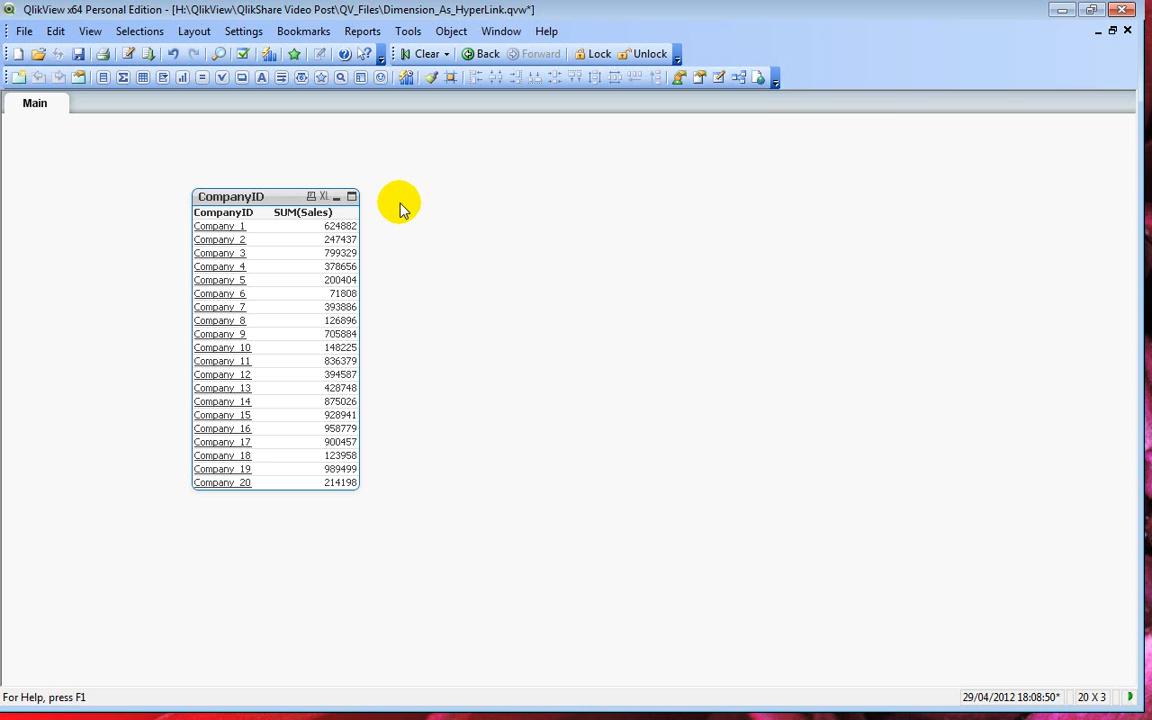 QlikView x64 Personal Edition - [H:\QlikView\QlikShare Video Post\QV_Files\Dimension_As_HyperLink.qvw*]
File Edit View Selections Layout Settings Bookmarks Reports Tools Object Window Help
Clear Back Forward Lock Unlock
Main
CompanyID XL
CompanyID SUM(Sales)
Company_1 624882
Company_2 247437
Company_3 799329
Company_4 378656
Company_5 200404
Company_6 71808
Company_7 393886
Company_8 126896
Company_9 705884
Company_10 148225
Company_11 836379
Company_12 394587
Company_13 428748
Company_14 875026
Company_15 928941
Company_16 958779
Company_17 900457
Company_18 123958
Company_19 989499
Company_20 214198
For Help, press F1 29/04/2012 18:08:50* 20 X 3